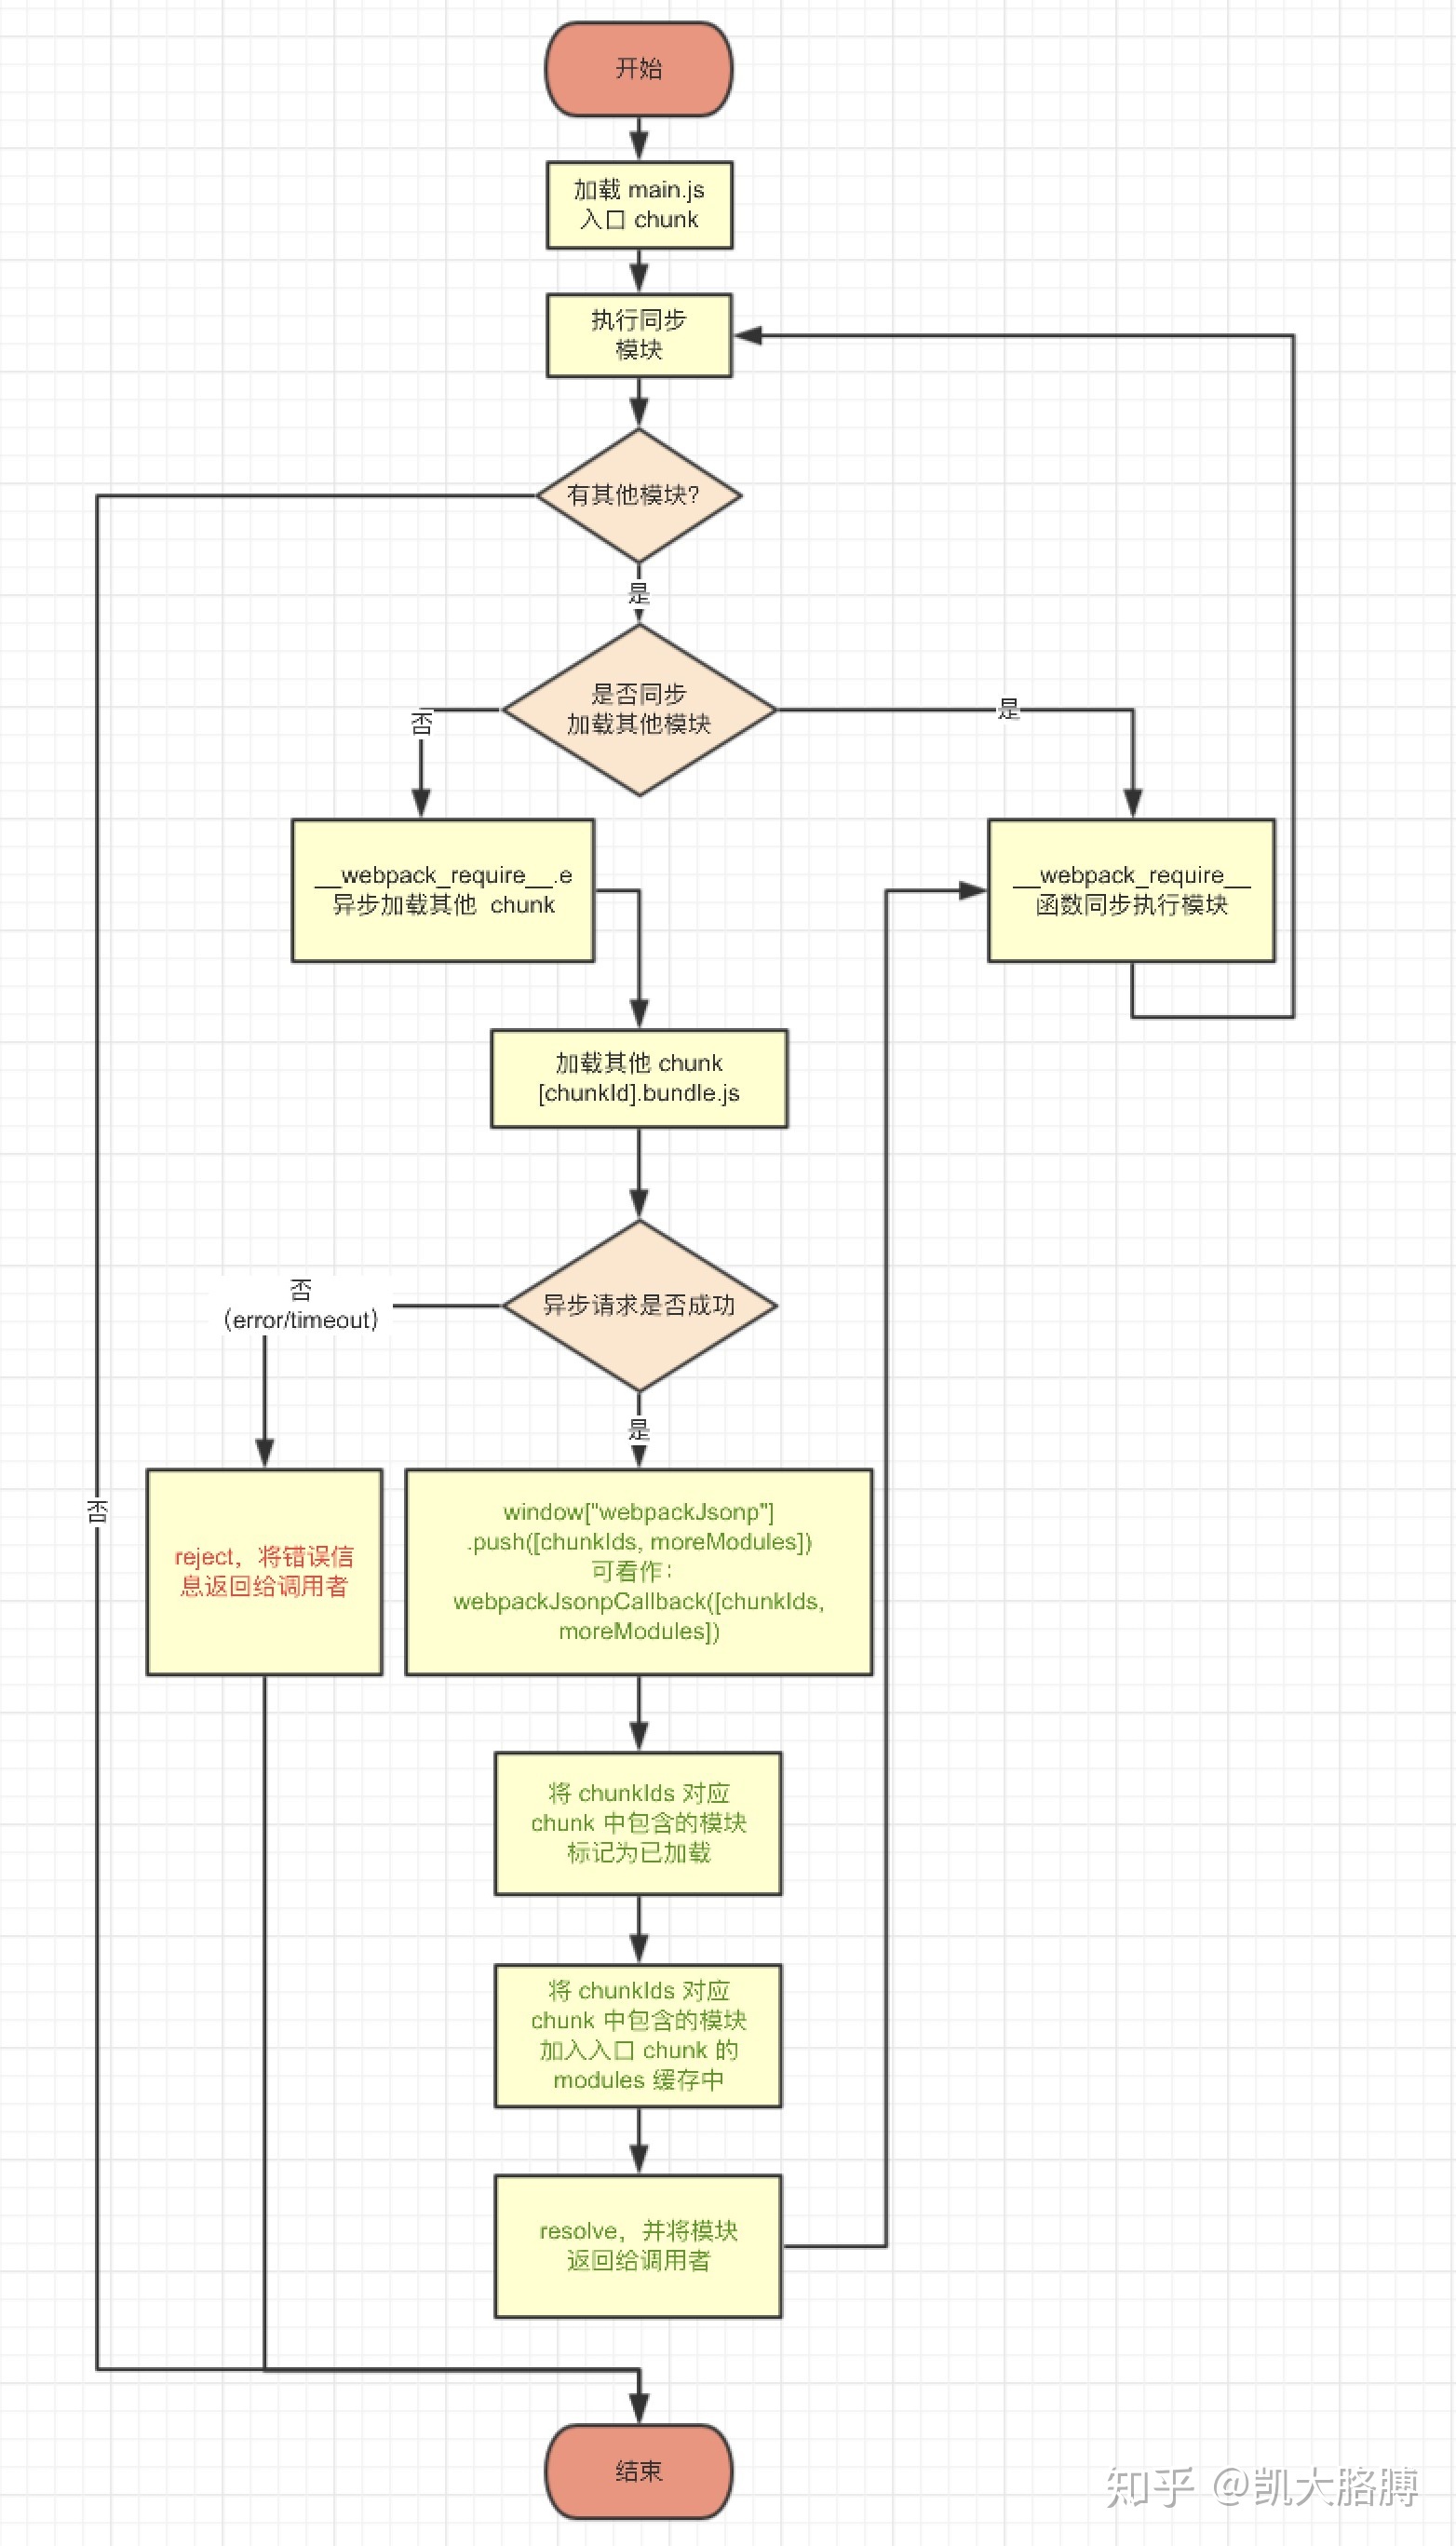 开始
加载 main.js
入口 chunk
执行同步
模块
有其他模块?
是
是否同步
加载其他模块
否
是
__webpack_require__.e
异步加载其他 chunk
__webpack_require__
函数同步执行模块
加载其他 chunk
[chunkId].bundle.js
异步请求是否成功
否
(error/timeout)
是
否
reject，将错误信
息返回给调用者
window["webpackJsonp"]
.push([chunkIds, moreModules])
可看作：
webpackJsonpCallback([chunkIds,
moreModules])
将 chunkIds 对应
chunk 中包含的模块
标记为已加载
将 chunkIds 对应
chunk 中包含的模块
加入入口 chunk 的
modules 缓存中
resolve，并将模块
返回给调用者
结束
知乎 @凯大胳膊